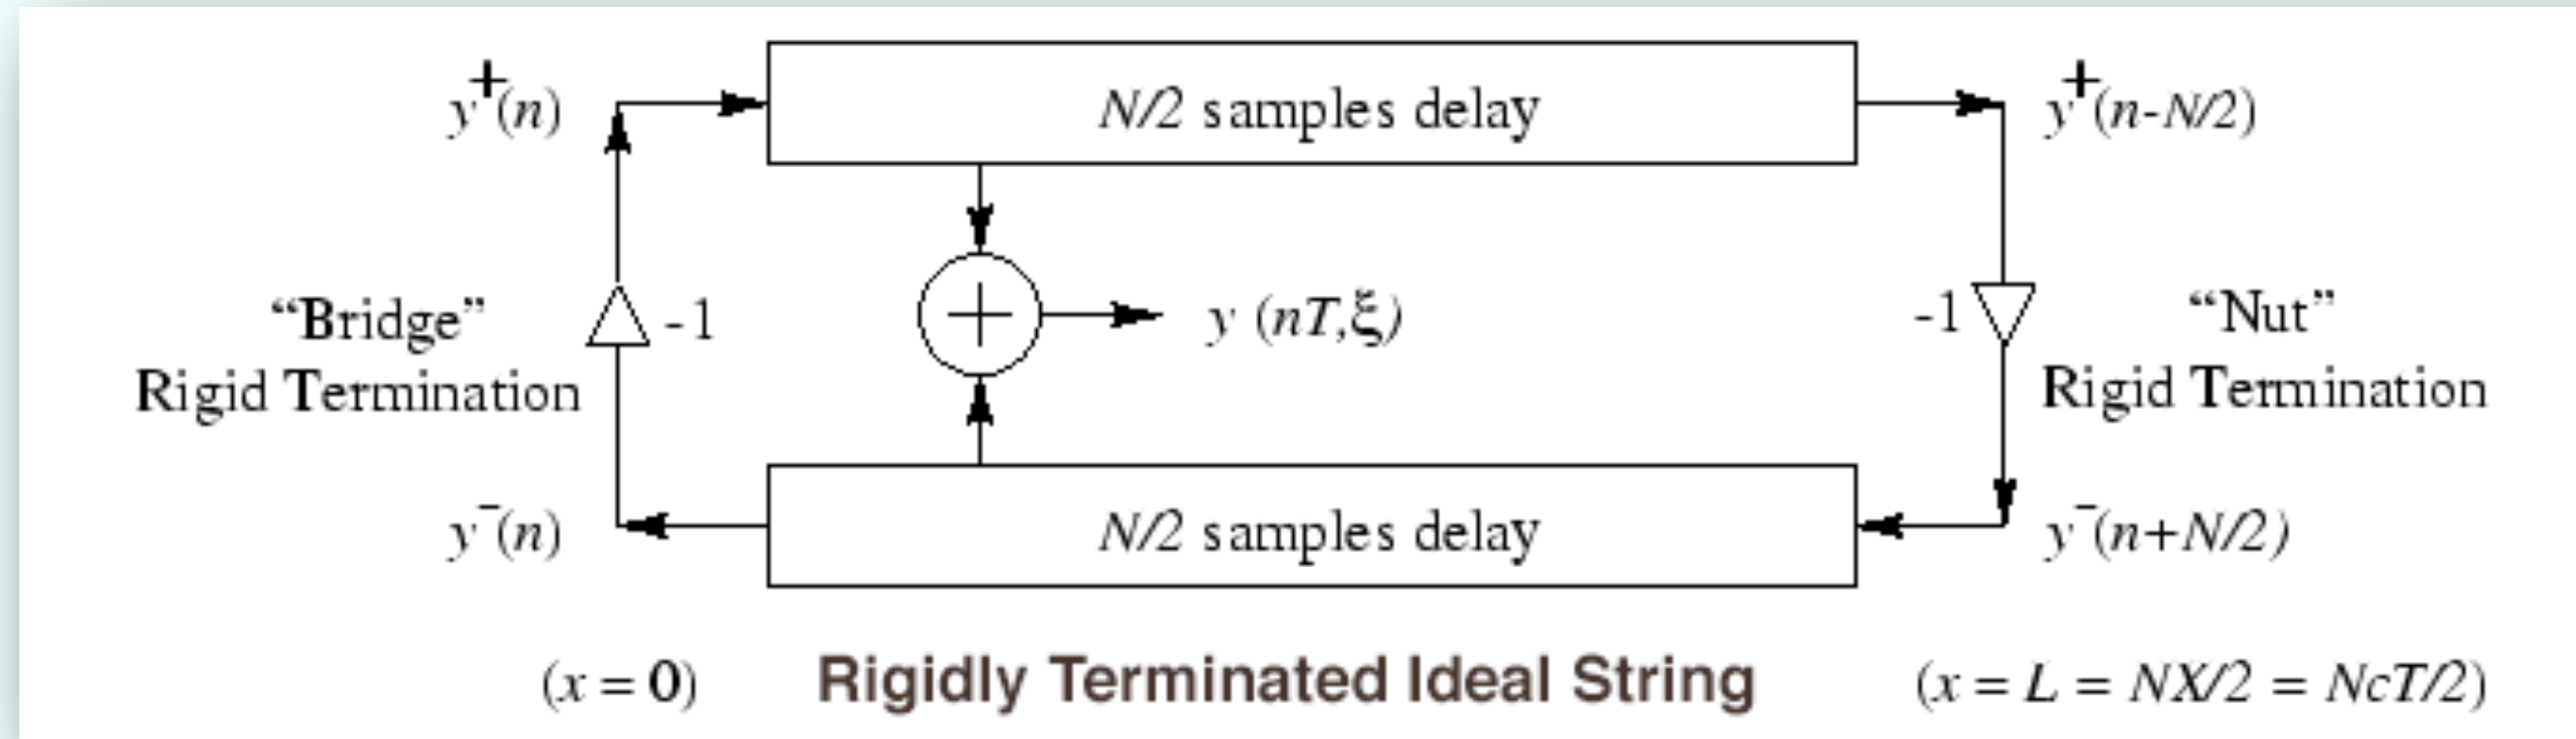 y⁺(n)
N/2 samples delay
y⁺(n-N/2)
“Bridge”
Rigid Termination
-1
+
y (nT,ξ)
-1
“Nut”
Rigid Termination
y⁻(n)
N/2 samples delay
y⁻(n+N/2)
(x = 0)
Rigidly Terminated Ideal String
(x = L = NX/2 = NcT/2)